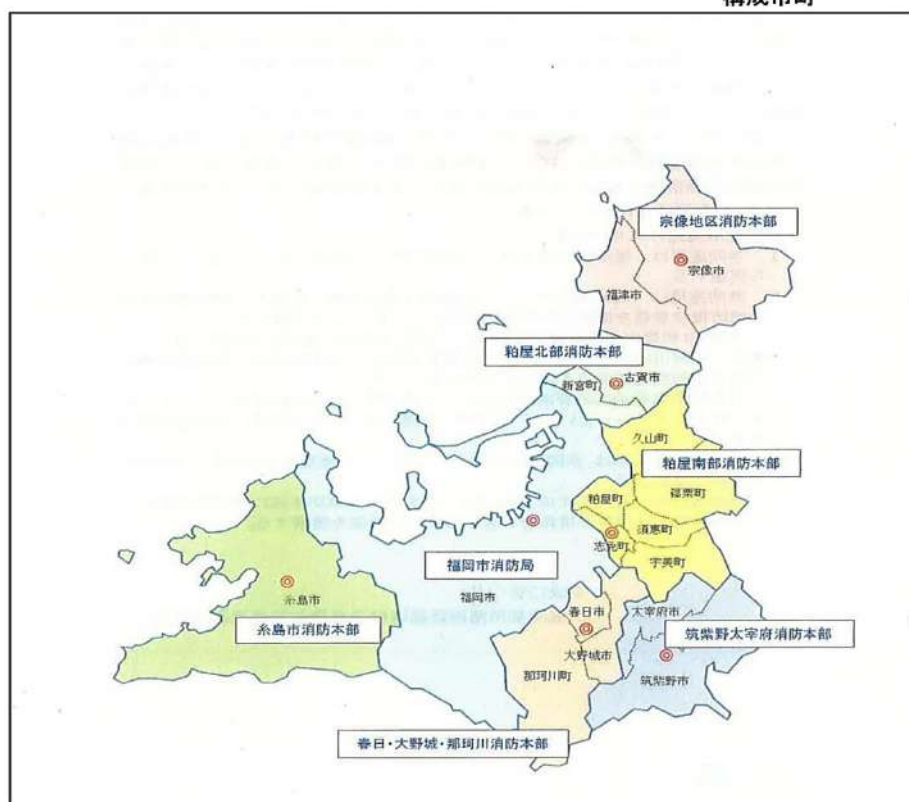 構成市町
宗像地区消防本部
宗像市
福津市
粕屋北部消防本部
古賀市
新宮町
久山町
粕屋南部消防本部
粕屋町
篠栗町
須恵町
志免町
宇美町
福岡市消防局
福岡市
糸島市
糸島市消防本部
春日市
太宰府市
筑紫野太宰府消防本部
大野城市
那珂川町
筑紫野市
春日・大野城・那珂川消防本部